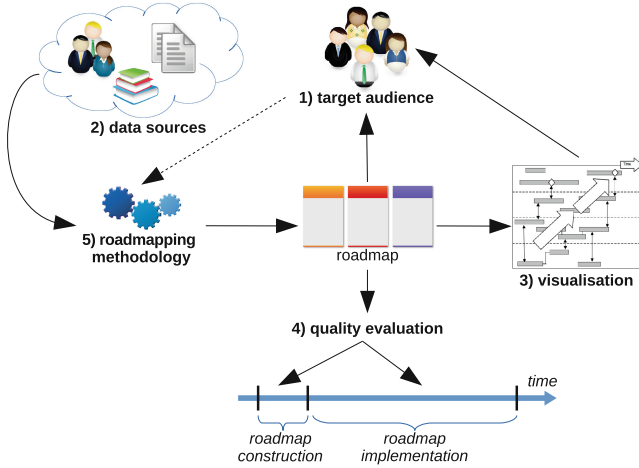 1) target audience
2) data sources
Time
5) roadmapping
methodology
roadmap
3) visualisation
4) quality evaluation
time
roadmap
construction
roadmap
implementation